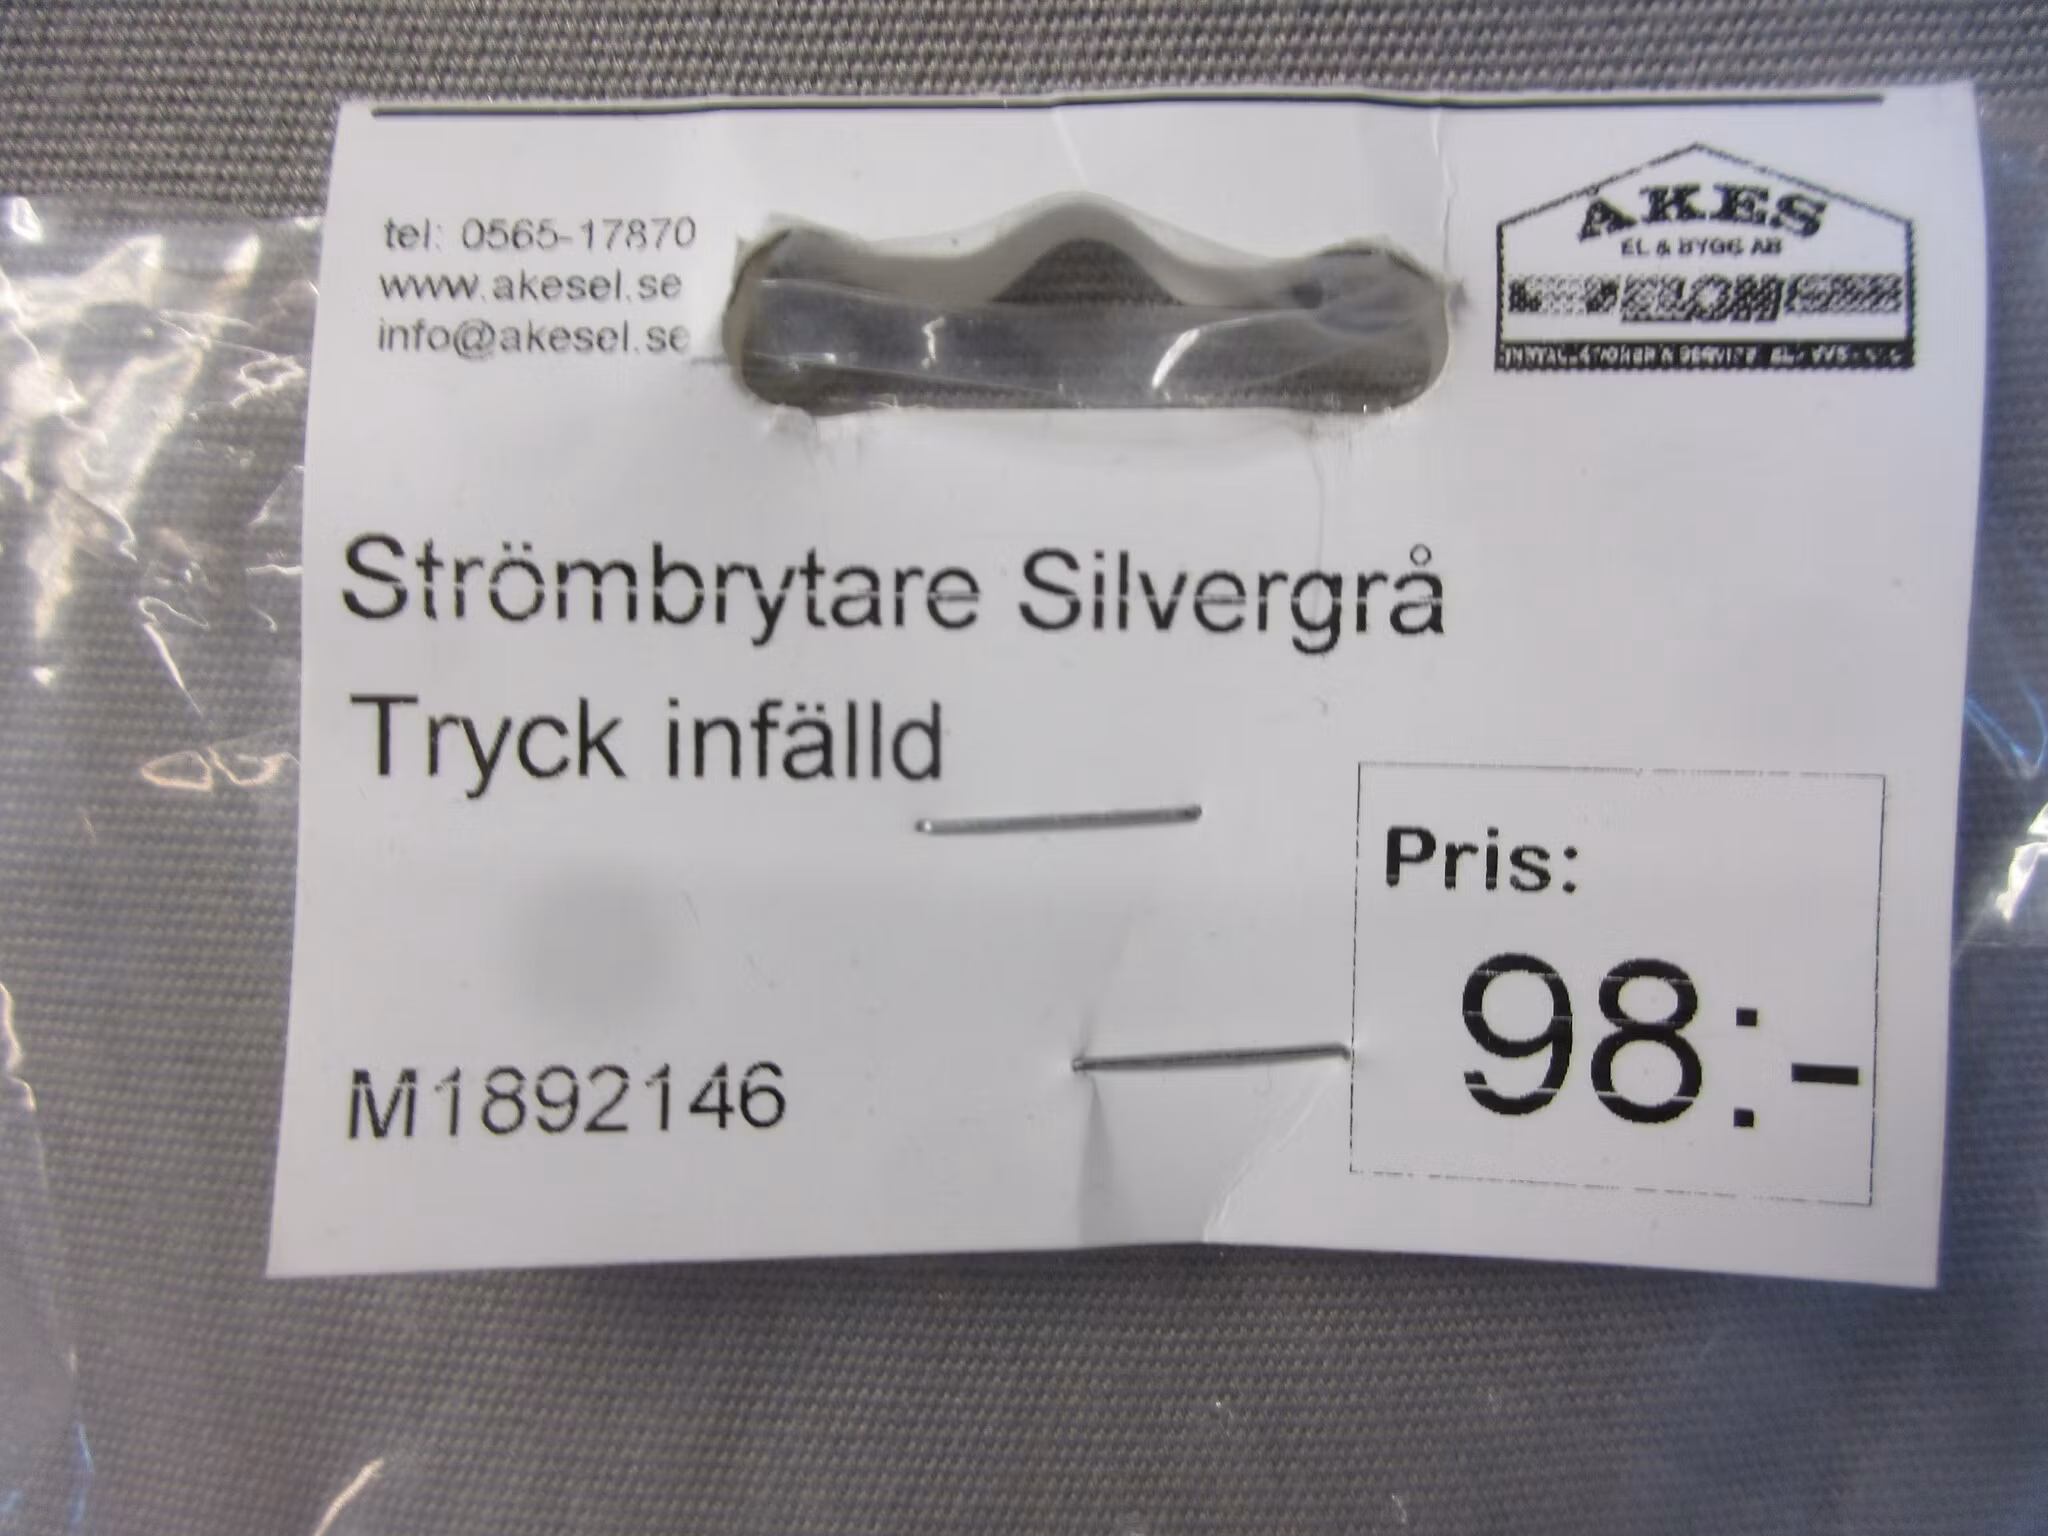 tel: 0565-17870
www.akesel.se
info@akesel.se
ÅKES
EL & BYGG AB
Strömbrytare Silvergrå
Tryck infälld
Pris:
98:-
M1892146